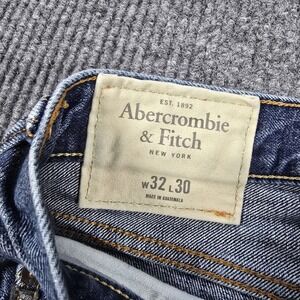 EST. 1892
Abercrombie
& Fitch
NEW YORK
W32 L30
MADE IN GUATEMALA